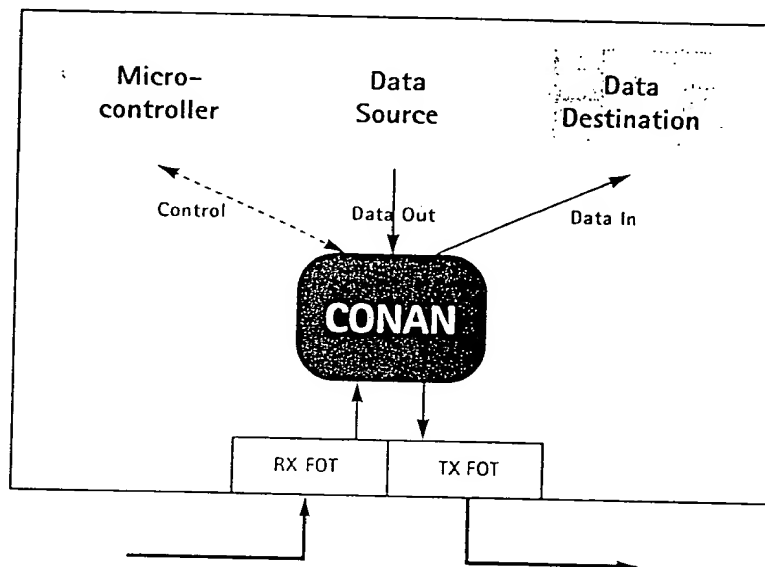 Micro-
controller
Data
Source
Data
Destination
Control
Data Out
Data In
CONAN
RX FOT
TX FOT